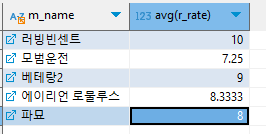 m_name avg(r_rate)
러빙빈센트 10
모범운전 7.25
베테랑2 9
에이리언 로물루스 8.3333
파묘 8